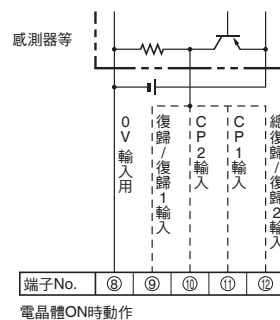 感測器等
0V輸入用
復歸/復歸1輸入
CP2輸入
CP1輸入
總復歸/復歸2輸入
端子No. ⑧ ⑨ ⑩ ⑪ ⑫
電晶體ON時動作